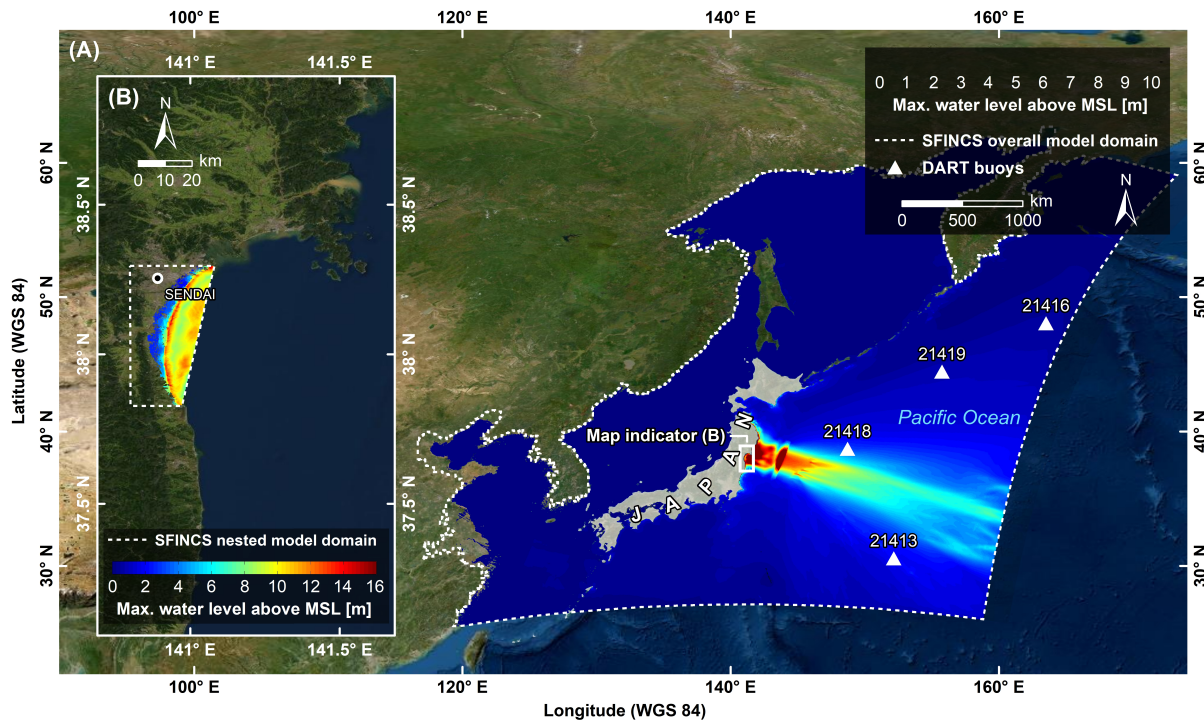 100° E
120° E
140° E
160° E
(A)
141° E
141.5° E
(B)
N
km
0 10 20
38.5° N
38.5° N
SENDAI
38° N
38° N
37.5° N
37.5° N
SFINCS nested model domain
0 2 4 6 8 10 12 14 16
Max. water level above MSL [m]
141° E
141.5° E
0 1 2 3 4 5 6 7 8 9 10
Max. water level above MSL [m]
SFINCS overall model domain
DART buoys
km
0 500 1000
N
21416
21419
21418
21413
Pacific Ocean
Map indicator (B)
JAPAN
60° N
50° N
40° N
30° N
60° N
50° N
40° N
30° N
Latitude (WGS 84)
100° E
120° E
140° E
160° E
Longitude (WGS 84)